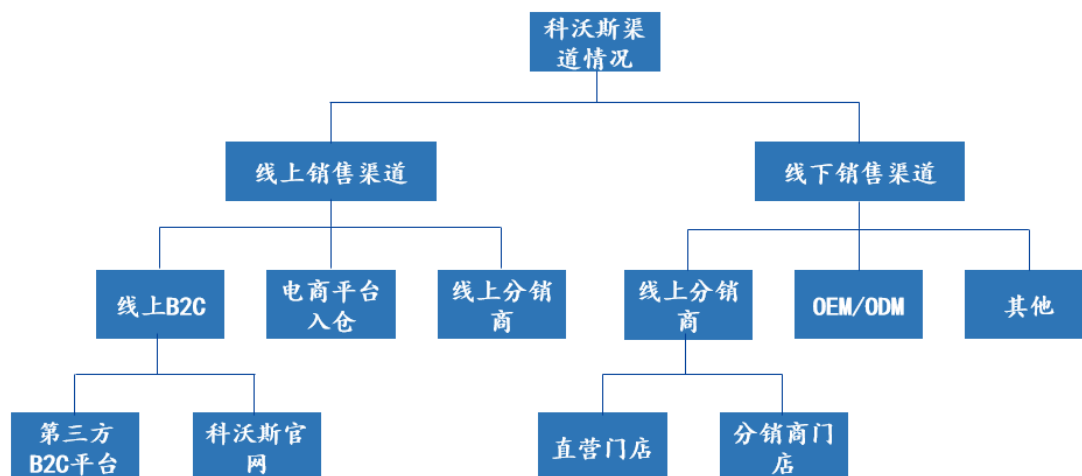 科沃斯渠
道情况
线上销售渠道
线下销售渠道
线上B2C
电商平台
入仓
线上分销
商
线上分销
商
OEM/ODM
其他
第三方
B2C平台
科沃斯官
网
直营门店
分销商门
店